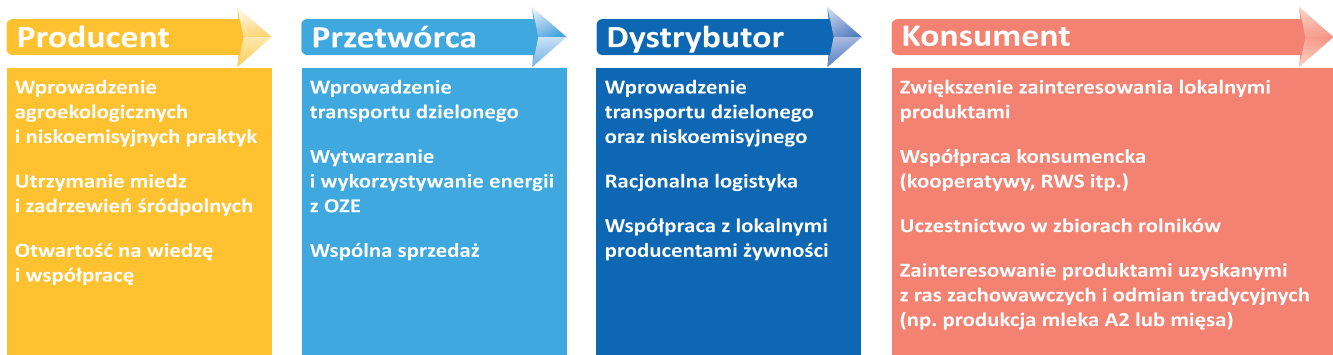 Producent
Wprowadzenie
agroekologicznych
i niskoemisyjnych praktyk
Utrzymanie miedz
i zadrzewień śródpolnych
Otwartość na wiedzę
i współpracę
Przetwórca
Wprowadzenie
transportu dzielonego
Wytwarzanie
i wykorzystywanie energii
z OZE
Wspólna sprzedaż
Dystrybutor
Wprowadzenie
transportu dzielonego
oraz niskoemisyjnego
Racjonalna logistyka
Współpraca z lokalnymi
producentami żywności
Konsument
Zwiększenie zainteresowania lokalnymi
produktami
Współpraca konsumencka
(kooperatywy, RWS itp.)
Uczestnictwo w zbiorach rolników
Zainteresowanie produktami uzyskanymi
z ras zachowawczych i odmian tradycyjnych
(np. produkcja mleka A2 lub mięsa)